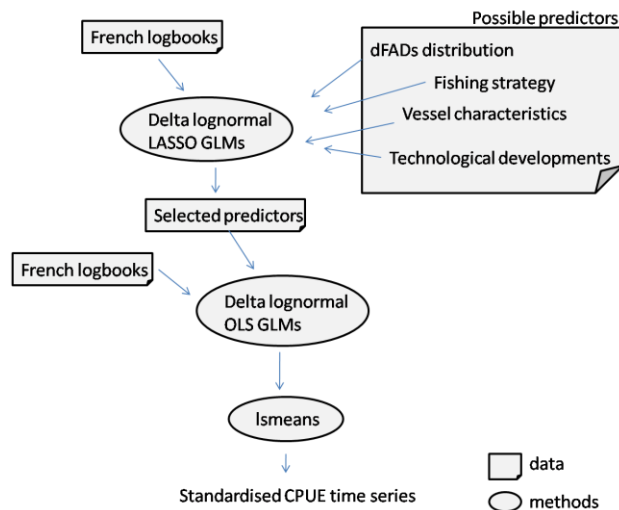 Possible predictors
French logbooks
dFADs distribution
Fishing strategy
Vessel characteristics
Technological developments
Delta lognormal
LASSO GLMs
Selected predictors
French logbooks
Delta lognormal
OLS GLMs
lsmeans
Standardised CPUE time series
data
methods